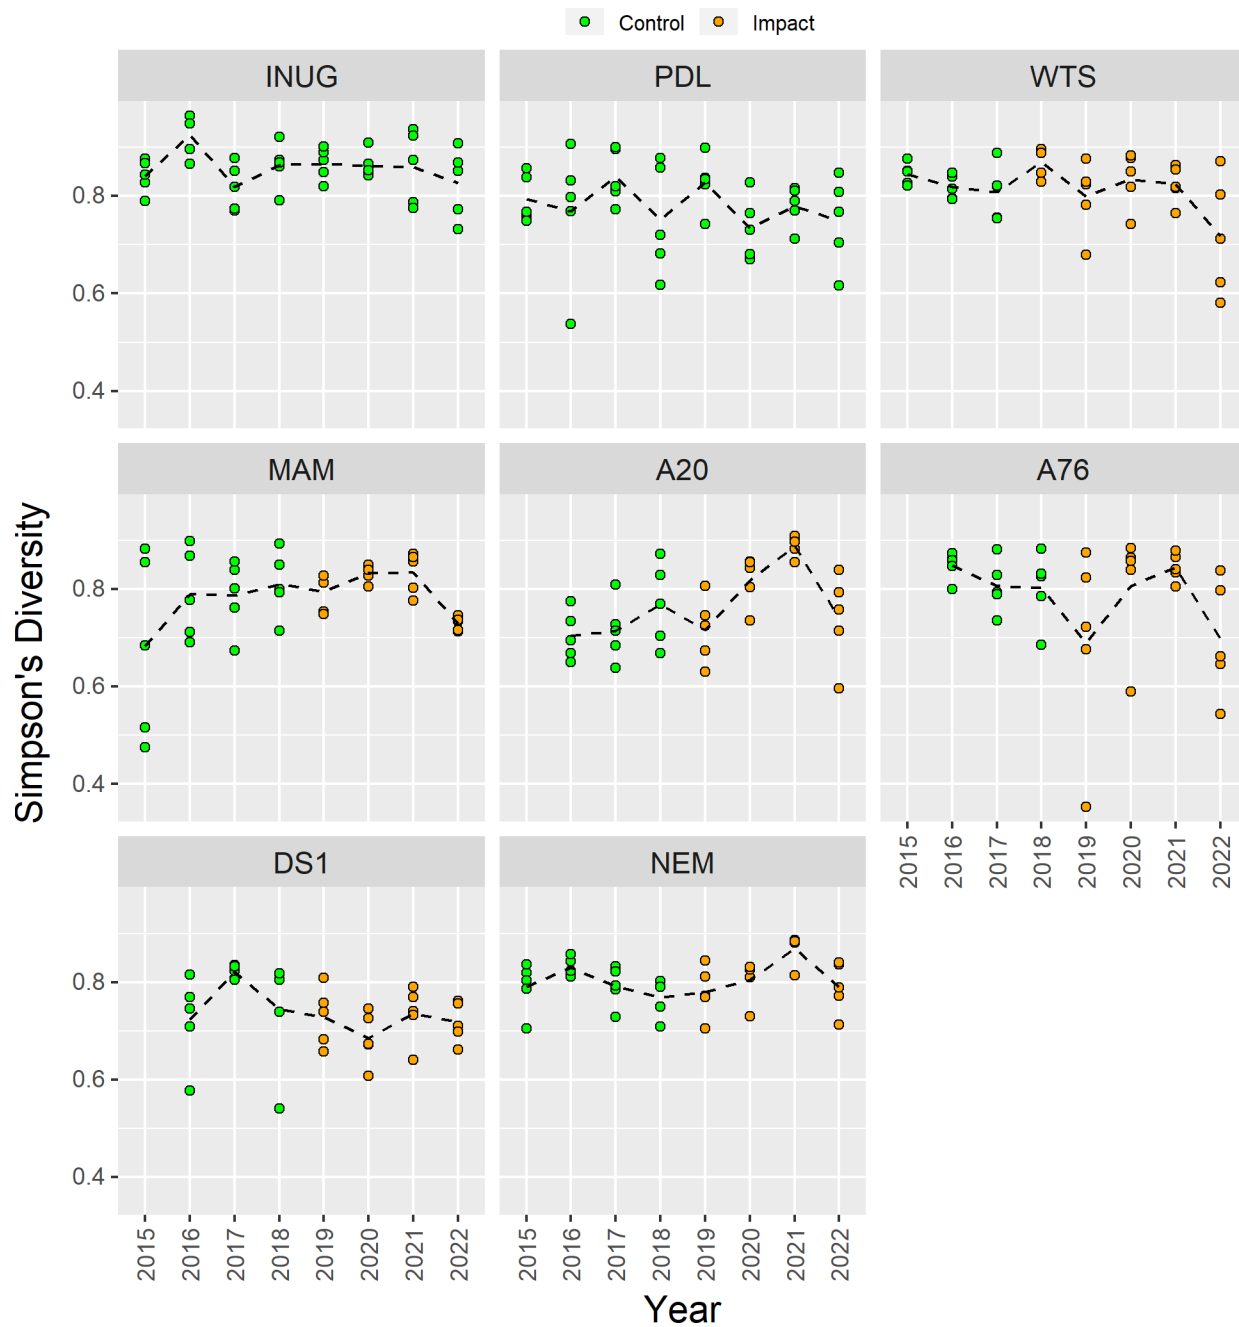 Control Impact
INUG PDL WTS
0.8
0.6
0.4
MAM A20 A76
0.8
0.6
0.4
2015 2016 2017 2018 2019 2020 2021 2022
DS1 NEM
0.8
0.6
0.4
2015 2016 2017 2018 2019 2020 2021 2022 2015 2016 2017 2018 2019 2020 2021 2022
Simpson's Diversity
Year